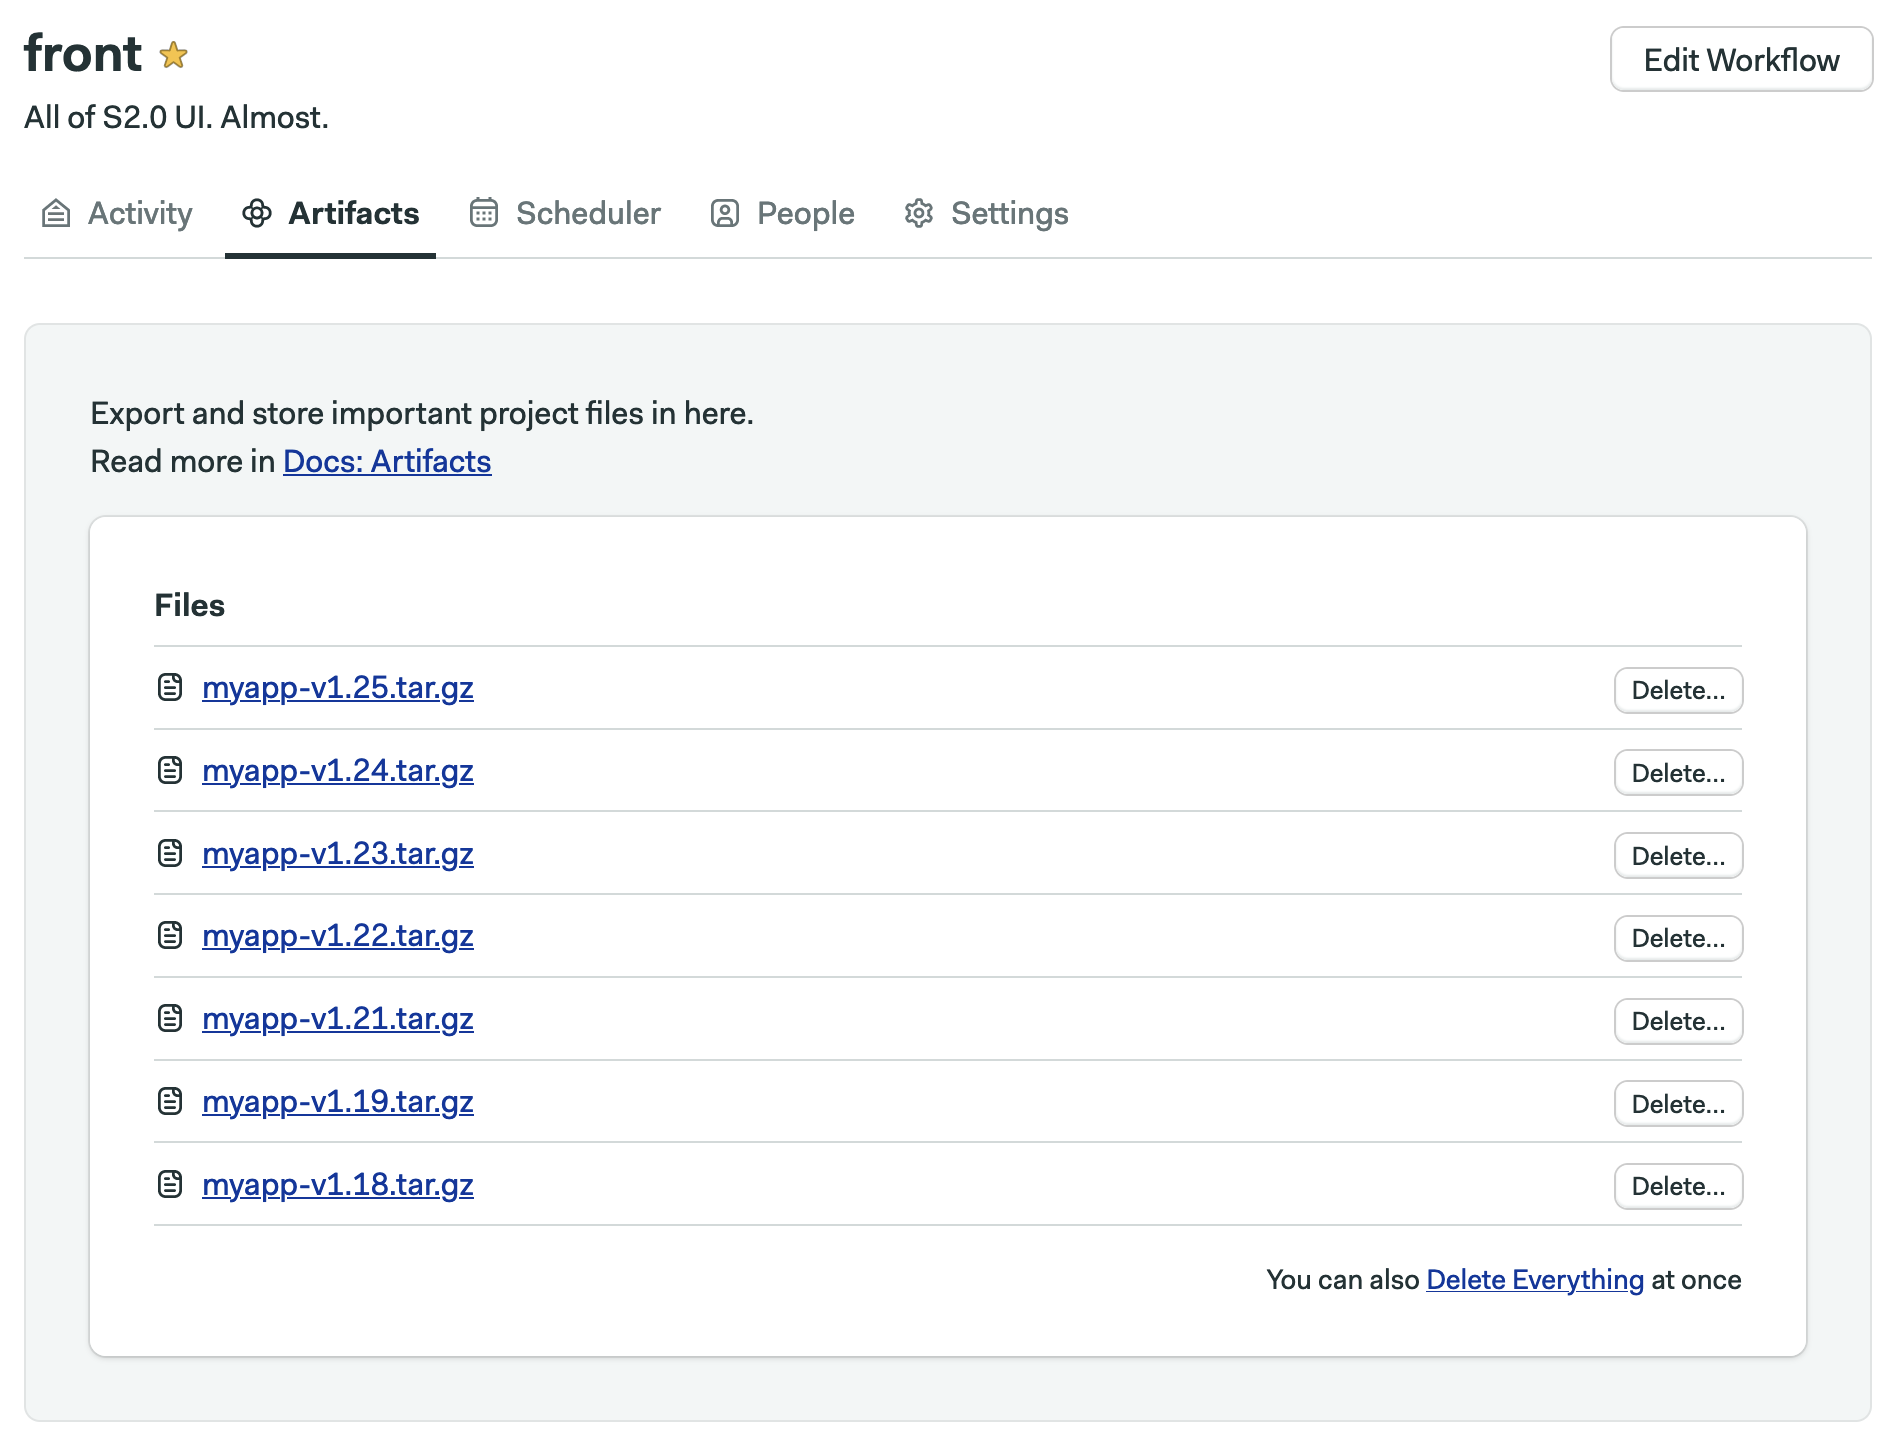 front
Edit Workflow
All of S2.0 UI. Almost.
Activity
Artifacts
Scheduler
People
Settings
Export and store important project files in here.
Read more in Docs: Artifacts
Files
myapp-v1.25.tar.gz
Delete...
myapp-v1.24.tar.gz
Delete...
myapp-v1.23.tar.gz
Delete...
myapp-v1.22.tar.gz
Delete...
myapp-v1.21.tar.gz
Delete...
myapp-v1.19.tar.gz
Delete...
myapp-v1.18.tar.gz
Delete...
You can also Delete Everything at once